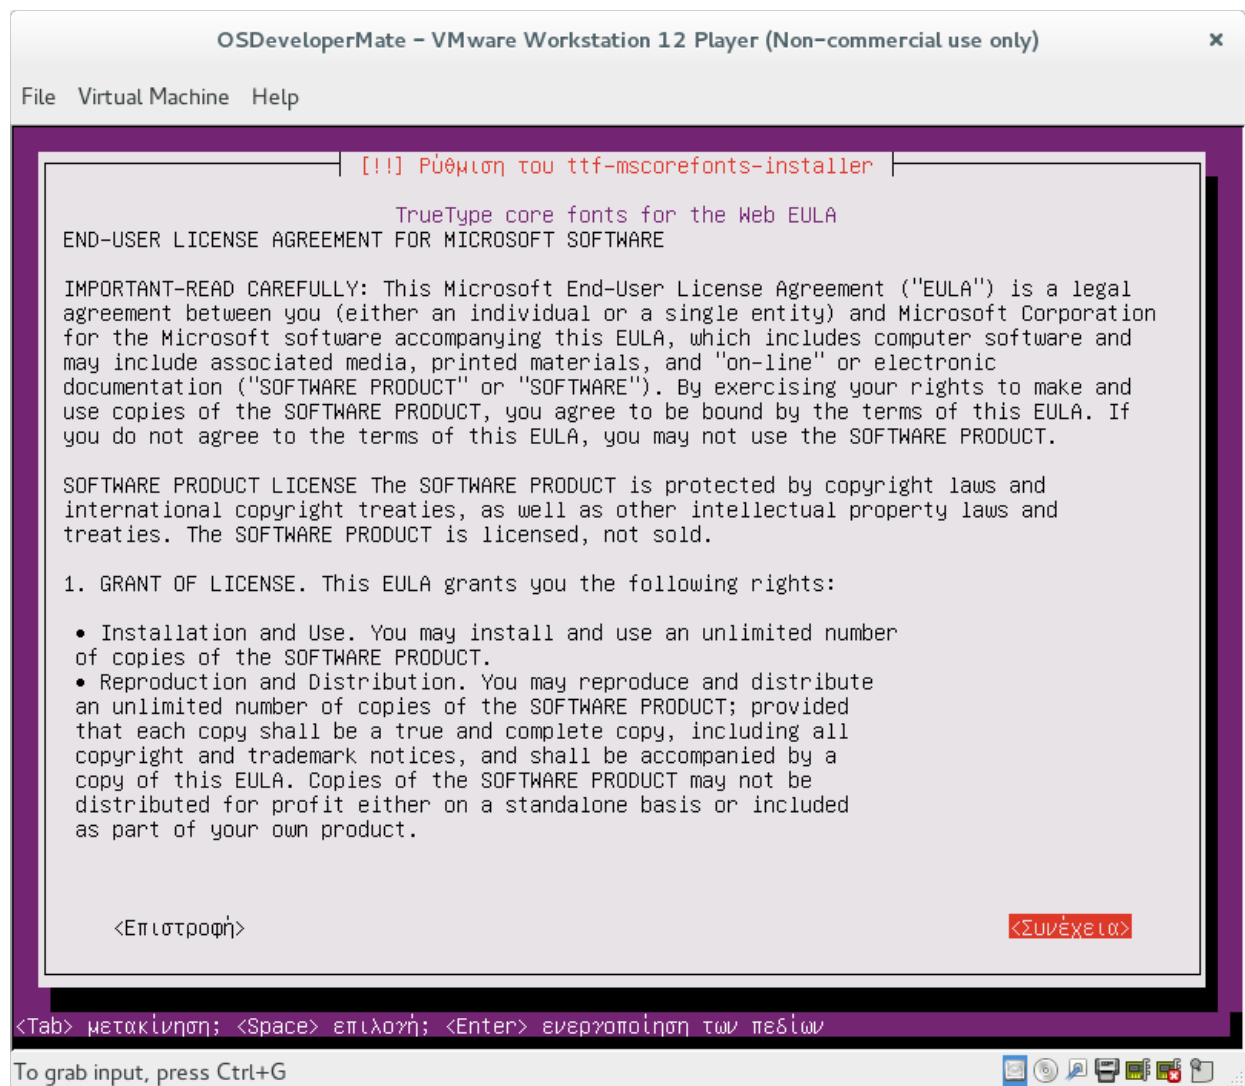 OSDeveloperMate – VMware Workstation 12 Player (Non-commercial use only)
File Virtual Machine Help
[!!] Ρύθμιση του ttf-mscorefonts-installer
TrueType core fonts for the Web EULA
END-USER LICENSE AGREEMENT FOR MICROSOFT SOFTWARE
IMPORTANT-READ CAREFULLY: This Microsoft End-User License Agreement ("EULA") is a legal
agreement between you (either an individual or a single entity) and Microsoft Corporation
for the Microsoft software accompanying this EULA, which includes computer software and
may include associated media, printed materials, and "on-line" or electronic
documentation ("SOFTWARE PRODUCT" or "SOFTWARE"). By exercising your rights to make and
use copies of the SOFTWARE PRODUCT, you agree to be bound by the terms of this EULA. If
you do not agree to the terms of this EULA, you may not use the SOFTWARE PRODUCT.
SOFTWARE PRODUCT LICENSE The SOFTWARE PRODUCT is protected by copyright laws and
international copyright treaties, as well as other intellectual property laws and
treaties. The SOFTWARE PRODUCT is licensed, not sold.
1. GRANT OF LICENSE. This EULA grants you the following rights:
• Installation and Use. You may install and use an unlimited number
of copies of the SOFTWARE PRODUCT.
• Reproduction and Distribution. You may reproduce and distribute
an unlimited number of copies of the SOFTWARE PRODUCT; provided
that each copy shall be a true and complete copy, including all
copyright and trademark notices, and shall be accompanied by a
copy of this EULA. Copies of the SOFTWARE PRODUCT may not be
distributed for profit either on a standalone basis or included
as part of your own product.
<Επιστροφή> <Συνέχεια>
<Tab> μετακίνηση; <Space> επιλογή; <Enter> ενεργοποίηση των πεδίων
To grab input, press Ctrl+G